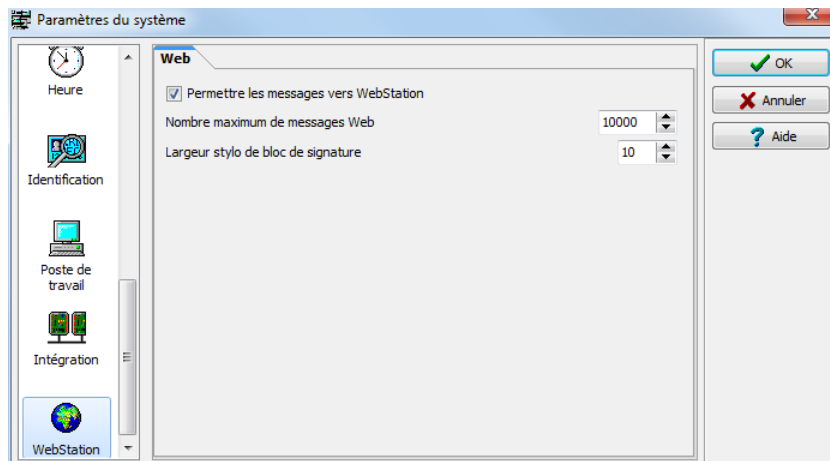 Paramètres du système
Heure
Identification
Poste de
travail
Intégration
WebStation
Web
Permettre les messages vers WebStation
Nombre maximum de messages Web 10000
Largeur stylo de bloc de signature 10
OK
Annuler
Aide